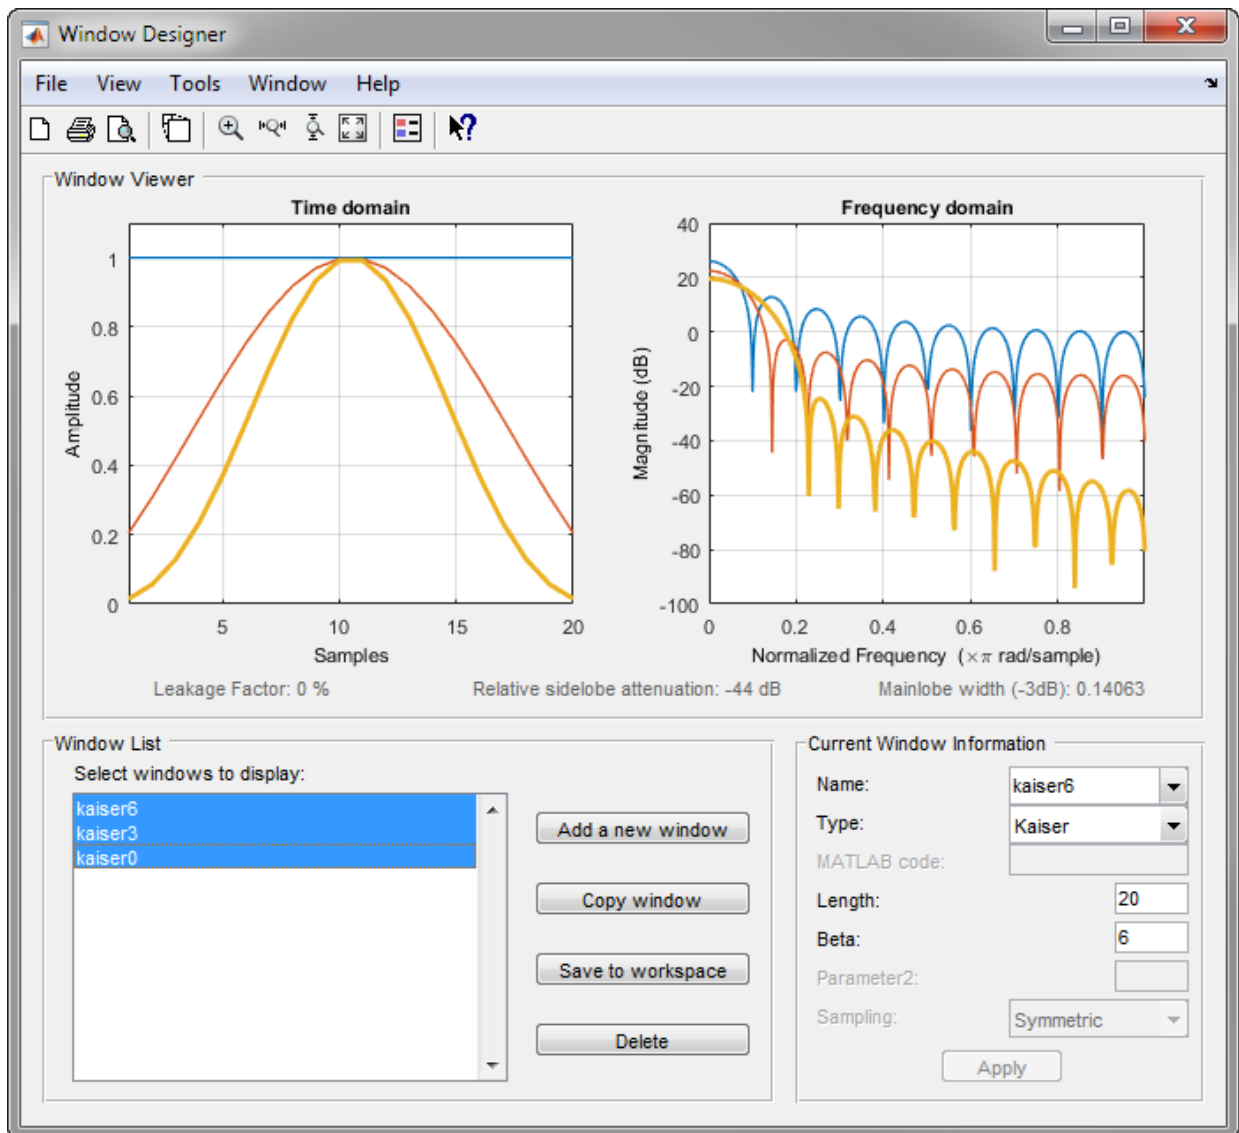 Window Designer
File View Tools Window Help
Window Viewer
Time domain
1
0.8
0.6
0.4
0.2
0
Amplitude
5 10 15 20
Samples
Frequency domain
40
20
0
-20
-40
-60
-80
-100
Magnitude (dB)
0 0.2 0.4 0.6 0.8
Normalized Frequency (×π rad/sample)
Leakage Factor: 0 % Relative sidelobe attenuation: -44 dB Mainlobe width (-3dB): 0.14063
Window List
Select windows to display:
kaiser6
kaiser3
kaiser0
Add a new window
Copy window
Save to workspace
Delete
Current Window Information
Name: kaiser6
Type: Kaiser
MATLAB code:
Length: 20
Beta: 6
Parameter2:
Sampling: Symmetric
Apply